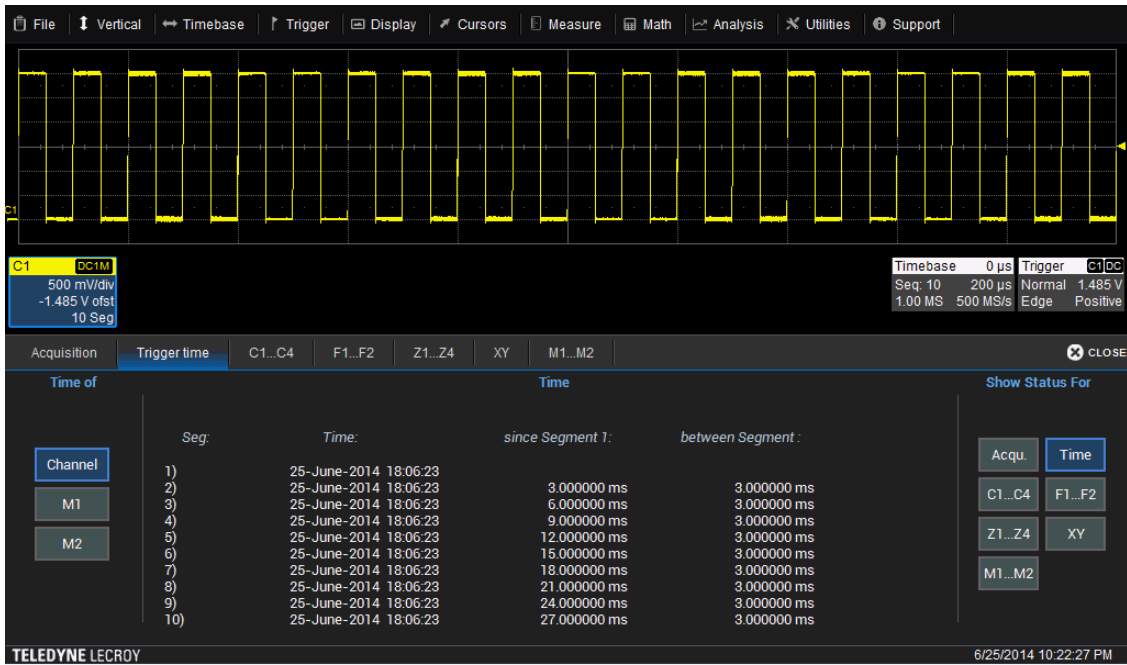 File Vertical Timebase Trigger Display Cursors Measure Math Analysis Utilities Support
C1
C1 DC1M
500 mV/div
-1.485 V ofst
10 Seg
Timebase 0 µs
Seq: 10 200 µs
1.00 MS 500 MS/s
Trigger C1 DC
Normal 1.485 V
Edge Positive
Acquisition Trigger time C1...C4 F1...F2 Z1...Z4 XY M1...M2 CLOSE
Time of
Channel
M1
M2
Time
Seg: Time: since Segment 1: between Segment :
1) 25-June-2014 18:06:23
2) 25-June-2014 18:06:23 3.000000 ms 3.000000 ms
3) 25-June-2014 18:06:23 6.000000 ms 3.000000 ms
4) 25-June-2014 18:06:23 9.000000 ms 3.000000 ms
5) 25-June-2014 18:06:23 12.000000 ms 3.000000 ms
6) 25-June-2014 18:06:23 15.000000 ms 3.000000 ms
7) 25-June-2014 18:06:23 18.000000 ms 3.000000 ms
8) 25-June-2014 18:06:23 21.000000 ms 3.000000 ms
9) 25-June-2014 18:06:23 24.000000 ms 3.000000 ms
10) 25-June-2014 18:06:23 27.000000 ms 3.000000 ms
Show Status For
Acqu. Time
C1...C4 F1...F2
Z1...Z4 XY
M1...M2
TELEDYNE LECROY
6/25/2014 10:22:27 PM